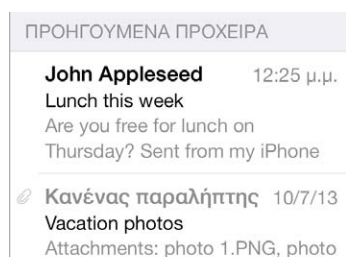 ΠΡΟΗΓΟΥΜΕΝΑ ΠΡΟΧΕΙΡΑ
John Appleseed 12:25 μ.μ.
Lunch this week
Are you free for lunch on
Thursday? Sent from my iPhone
Κανένας παραλήπτης 10/7/13
Vacation photos
Attachments: photo 1.PNG, photo